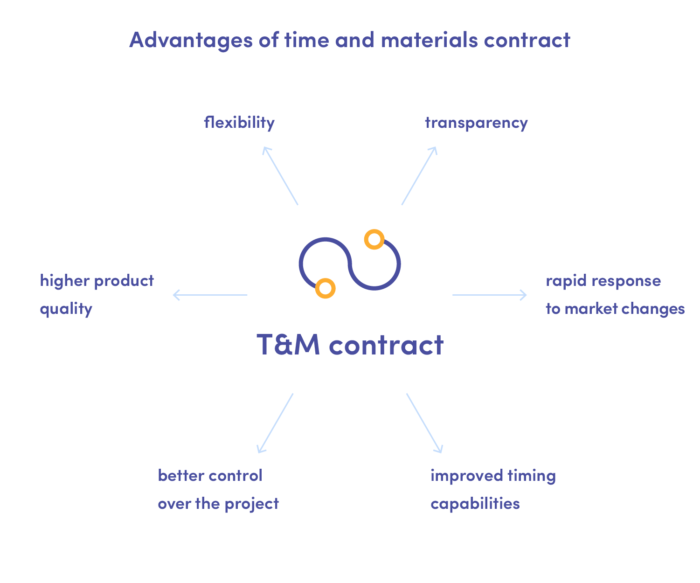 Advantages of time and materials contract
flexibility
transparency
higher product
quality
rapid response
to market changes
T&M contract
better control
over the project
improved timing
capabilities